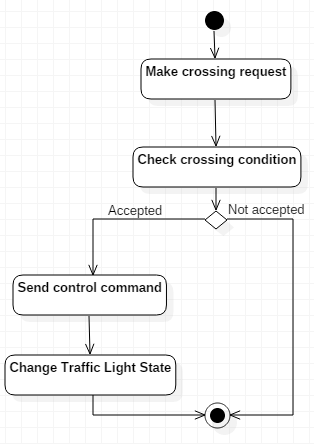 Make crossing request
Check crossing condition
Accepted
Not accepted
Send control command
Change Traffic Light State